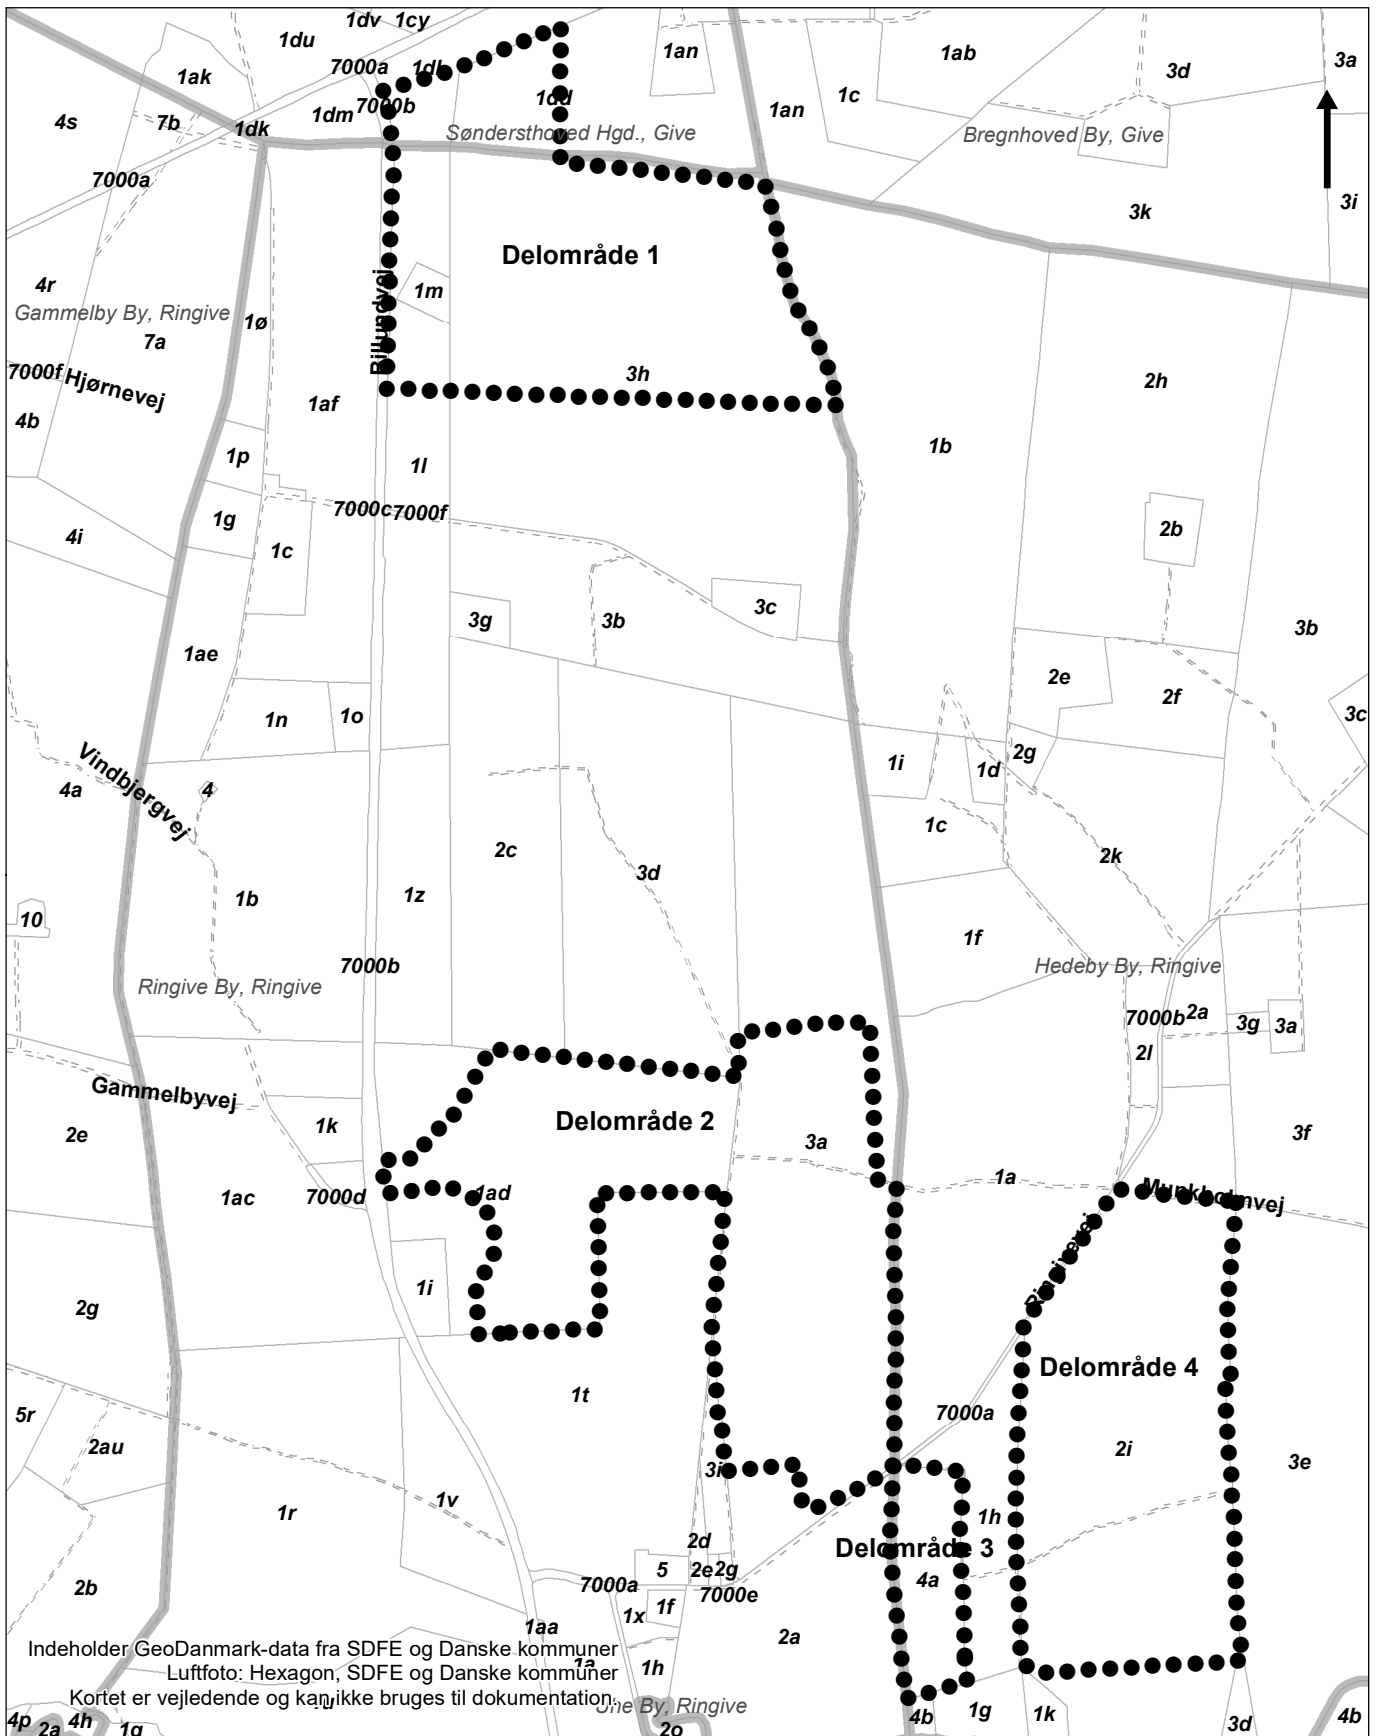 1dv
1cy
1du
1an
1ab
3d
3a
1ak
7000a
1c
1dd
7000b
1dm
1an
4s
7b
1dk
Søndersthoved Hgd., Give
Bregnhoved By, Give
7000a
3i
3k
Delområde 1
4r
1m
Gammelby By, Ringive
1ø
7a
Billundvej
7000f
Hjørnevej
3h
2h
1af
4b
1b
1p
1l
7000c
7000f
1g
2b
4i
1c
3c
3g
3b
3b
1ae
2e
2f
1n
1o
3c
1i
2g
1d
Vindbjergvej
4a
4
1c
2c
2k
3d
1b
1z
10
1f
7000b
Hedeby By, Ringive
Ringive By, Ringive
7000b
2a
3g
3a
2l
Gammelbyvej
Delområde 2
1k
2e
3a
3f
1ac
7000d
1ad
1a
Munkholmvej
1i
2g
Delområde 4
1t
7000a
5r
2au
2i
3e
1v
1r
1h
2d
Delområde 3
5
2e
2g
4a
7000a
7000e
2b
1x
1f
1aa
2a
Indeholder GeoDanmark-data fra SDFE og Danske kommuner
Luftfoto: Hexagon, SDFE og Danske kommuner
1h
Kortet er vejledende og kan ikke bruges til dokumentation.
By, Ringive
4p
2a
4h
1q
2o
4b
1g
1k
3d
4b